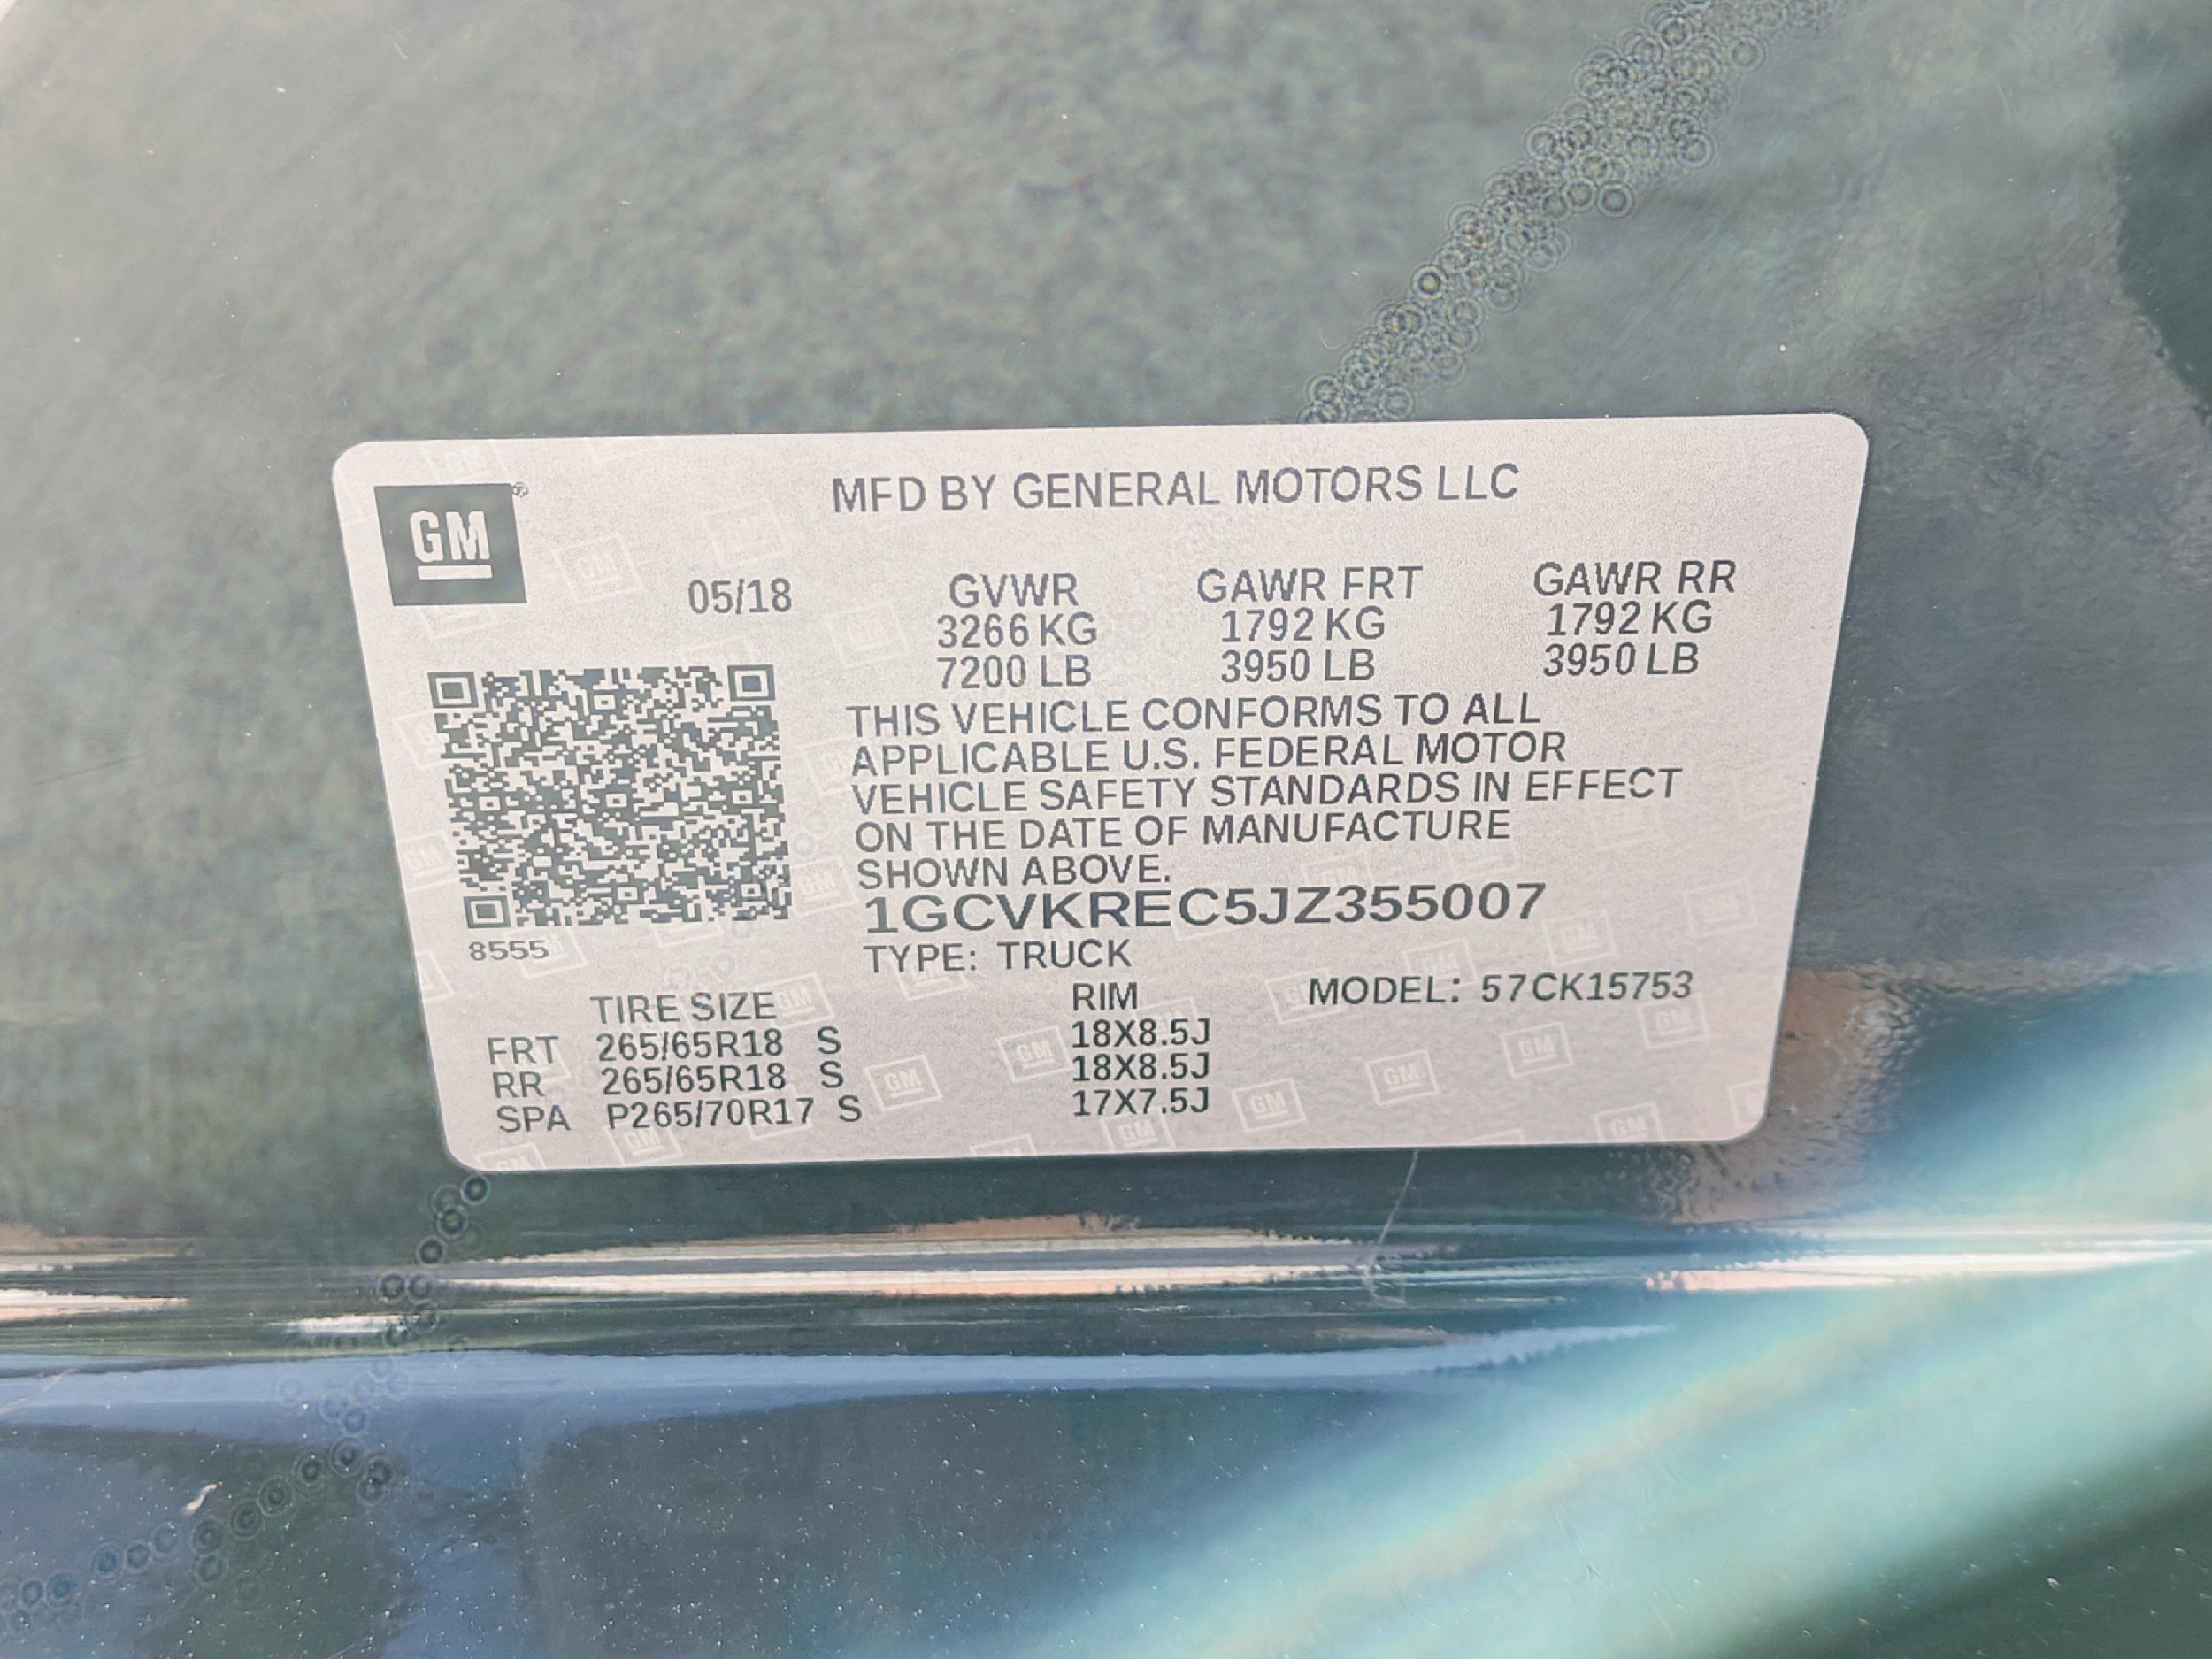 MFD BY GENERAL MOTORS LLC
GM®
05/18 GVWR GAWR FRT GAWR RR
3266 KG 1792 KG 1792 KG
7200 LB 3950 LB 3950 LB
THIS VEHICLE CONFORMS TO ALL
APPLICABLE U.S. FEDERAL MOTOR
VEHICLE SAFETY STANDARDS IN EFFECT
ON THE DATE OF MANUFACTURE
SHOWN ABOVE.
1GCVKREC5JZ355007
8555 TYPE: TRUCK
TIRE SIZE RIM MODEL: 57CK15753
FRT 265/65R18 S 18X8.5J
RR 265/65R18 S 18X8.5J
SPA P265/70R17 S 17X7.5J